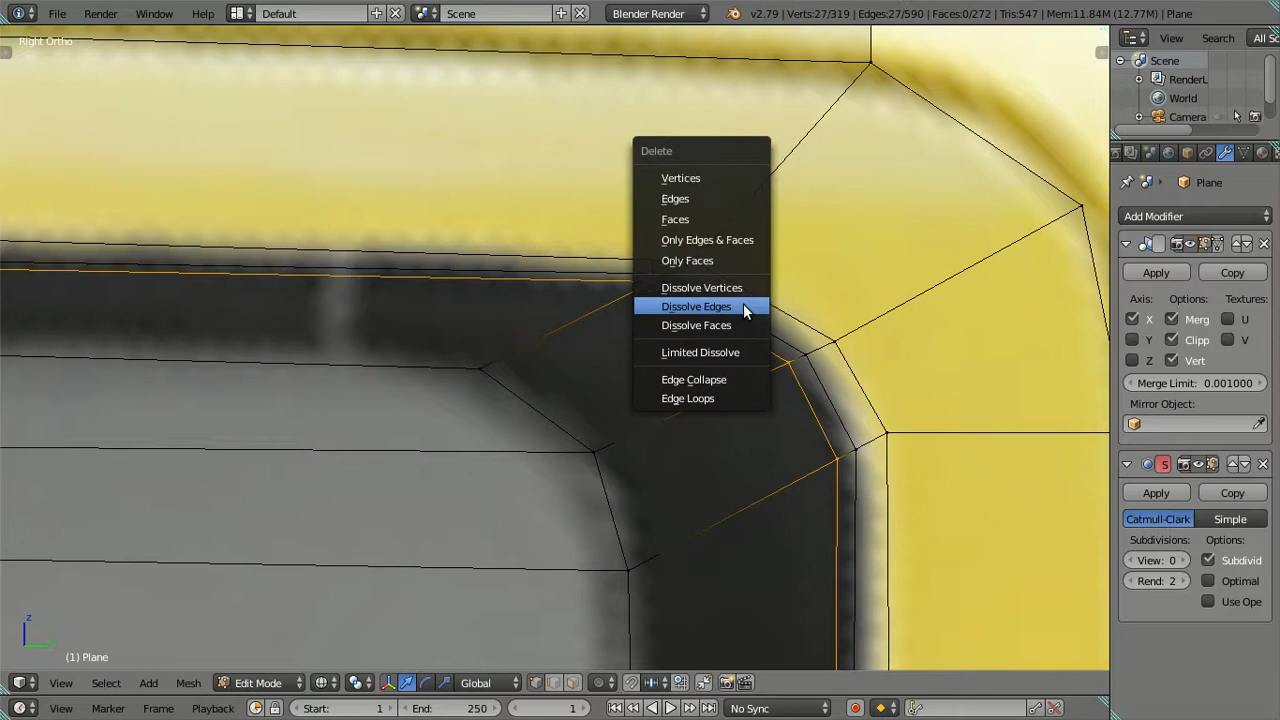 File Render Window Help Default Scene Blender Render v2.79 | Verts:27/319 | Edges:27/590 | Faces:0/272 | Tris:547 | Mem:11.84M (12.77M) | Plane
Right Ortho
View Search All Sc
Scene
RenderL
World
Camera
Plane
Add Modifier
Apply Copy
Axis: Options: Textures:
X Merg U
Y Clipp V
Z Vert
Merge Limit: 0.001000
Mirror Object:
S
Apply Copy
Catmull-Clark Simple
Subdivisions: Options:
View: 0 Subdivid
Rend: 2 Optimal
Use Ope
Delete
Vertices
Edges
Faces
Only Edges & Faces
Only Faces
Dissolve Vertices
Dissolve Edges
Dissolve Faces
Limited Dissolve
Edge Collapse
Edge Loops
z
(1) Plane
View Select Add Mesh Edit Mode Global
View Marker Frame Playback Start: 1 End: 250 1 No Sync